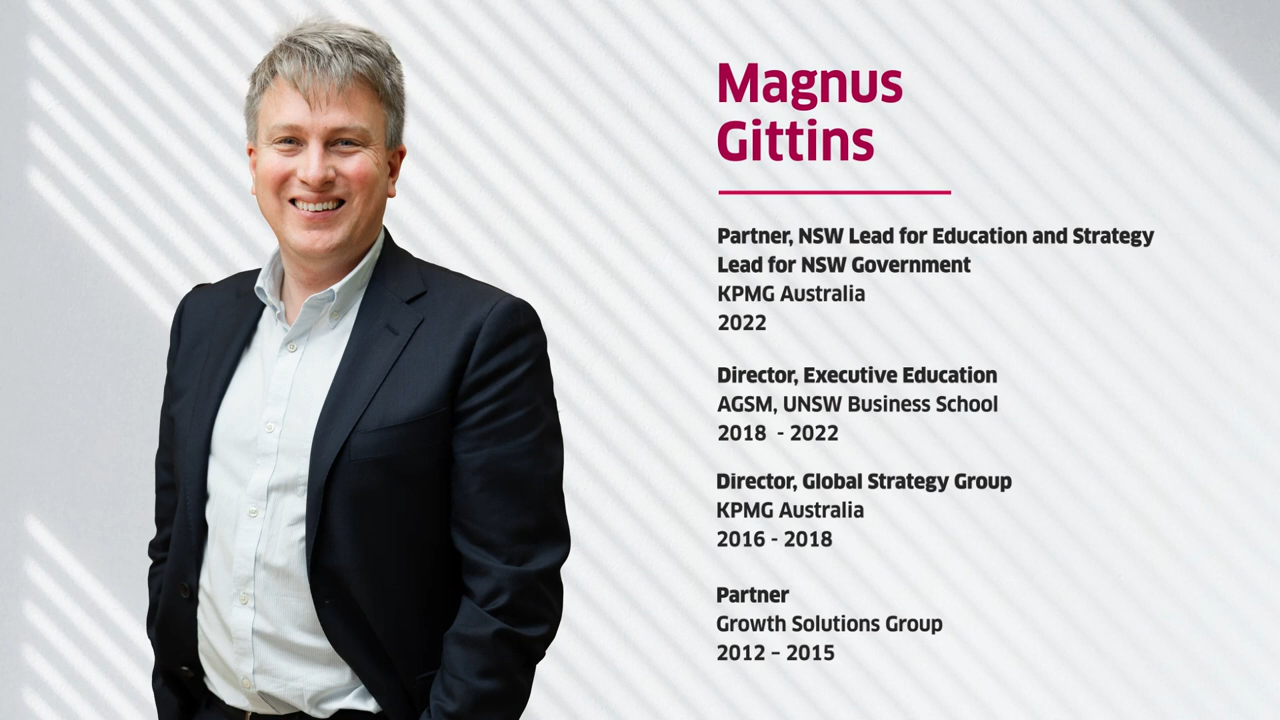 Magnus
Gittins
Partner, NSW Lead for Education and Strategy
Lead for NSW Government
KPMG Australia
2022
Director, Executive Education
AGSM, UNSW Business School
2018  - 2022
Director, Global Strategy Group
KPMG Australia
2016 - 2018
Partner
Growth Solutions Group
2012 – 2015